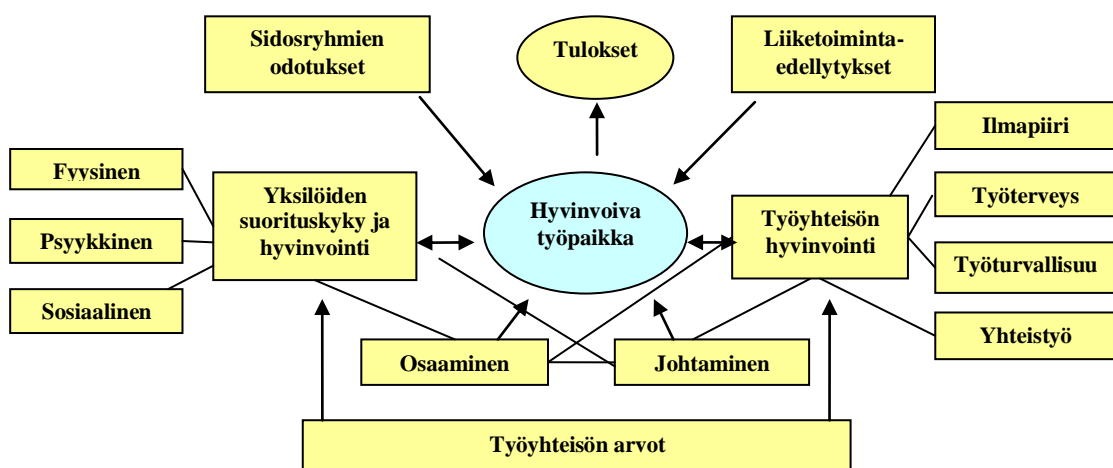 Sidosryhmien
odotukset
Tulokset
Liiketoiminta-
edellytykset
Ilmapiiri
Fyysinen
Yksilöiden
suorituskyky ja
hyvinvointi
Hyvinvoiva
työpaikka
Työyhteisön
hyvinvointi
Työterveys
Psyykkinen
Työturvallisuu
Sosiaalinen
Yhteistyö
Osaaminen
Johtaminen
Työyhteisön arvot